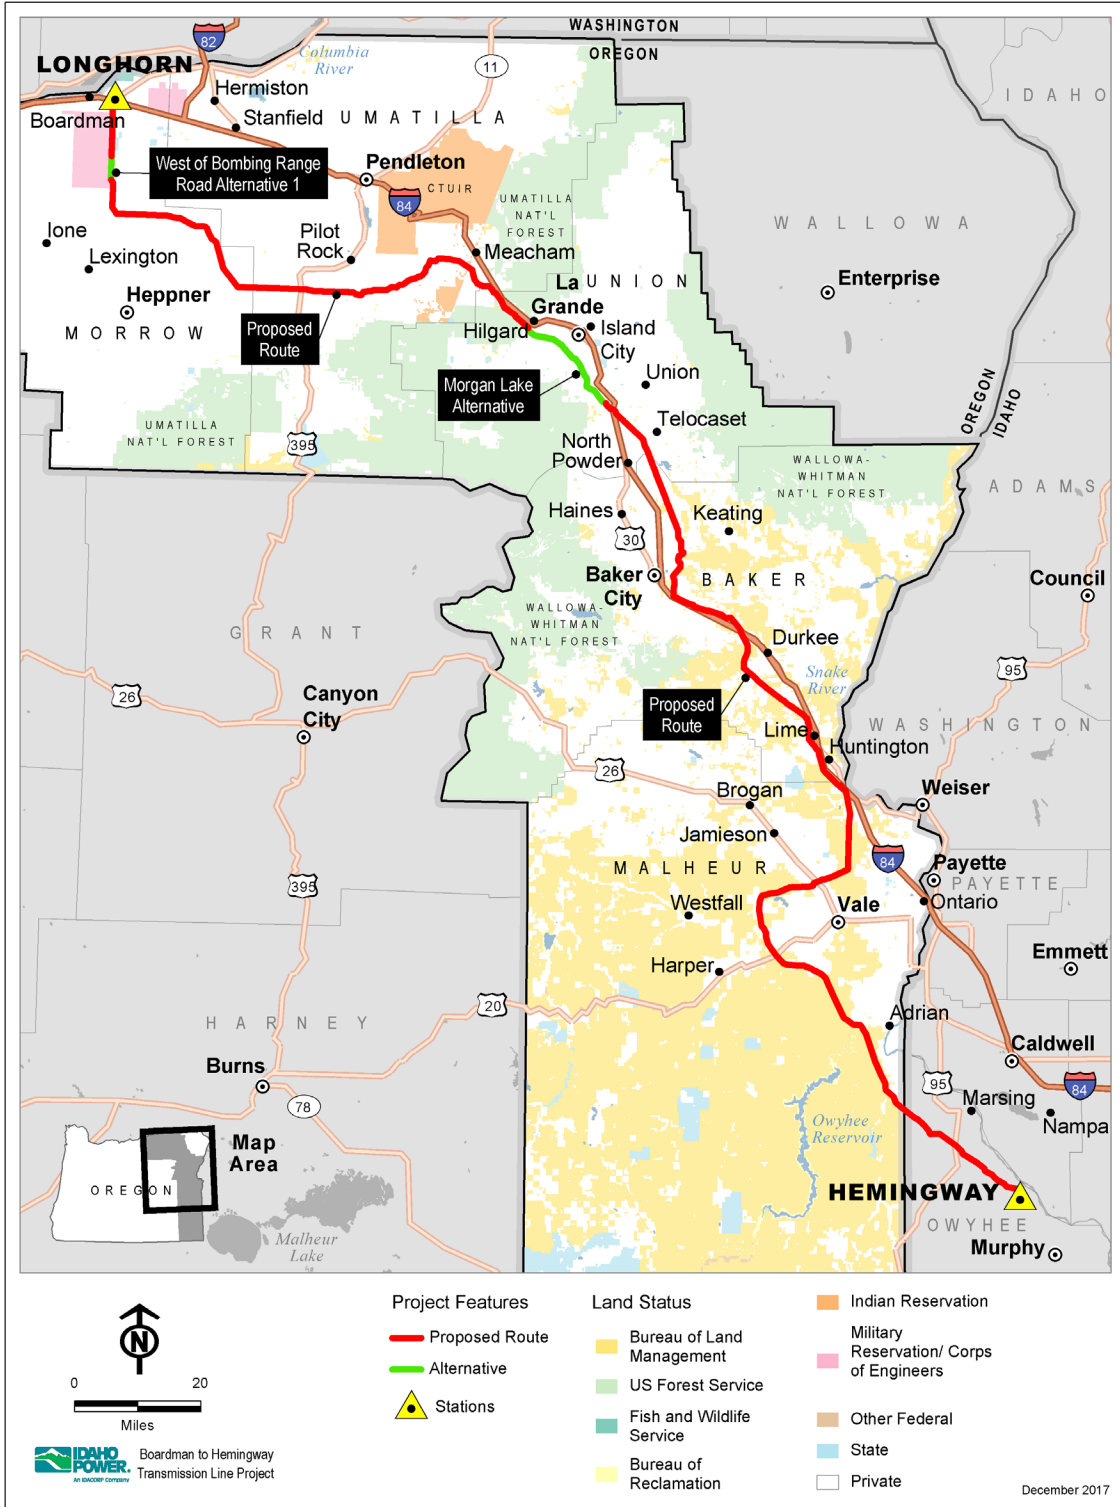 WASHINGTON
OREGON
82
Columbia
River
11
LONGHORN
IDAHO
Hermiston
Boardman
Stanfield
UMATILLA
West of Bombing Range
Road Alternative 1
Pendleton
CTUIR
84
UMATILLA
NAT'L
FOREST
WALLOWA
Ione
Lexington
Pilot
Rock
Meacham
Heppner
La
Grande
UNION
Enterprise
MORROW
Proposed
Route
Hilgard
Island
City
Morgan Lake
Alternative
Union
OREGON
IDAHO
Telocaset
UMATILLA
NAT'L FOREST
395
North
Powder
WALLOWA-
WHITMAN
NAT'L FOREST
ADAMS
Haines
Keating
30
Baker
City
BAKER
Council
WALLOWA-
WHITMAN
NAT'L FOREST
GRANT
Durkee
Snake
River
95
26
Canyon
City
Proposed
Route
Lime
WASHINGTON
Huntington
26
Brogan
Weiser
Jamieson
84
MALHEUR
Payette
PAYETTE
395
Westfall
Vale
Ontario
Harper
Emmett
20
HARNEY
Adrian
Burns
Caldwell
95
84
78
Marsing
Nampa
Owyhee
Reservoir
Map
Area
OREGON
HEMINGWAY
OWYHEE
Malheur
Lake
Murphy
N
0 20
Miles
IDAHO
POWER.
An IDACORP Company
Boardman to Hemingway
Transmission Line Project
Project Features
Proposed Route
Alternative
Stations
Land Status
Bureau of Land
Management
US Forest Service
Fish and Wildlife
Service
Bureau of
Reclamation
Indian Reservation
Military
Reservation/ Corps
of Engineers
Other Federal
State
Private
December 2017